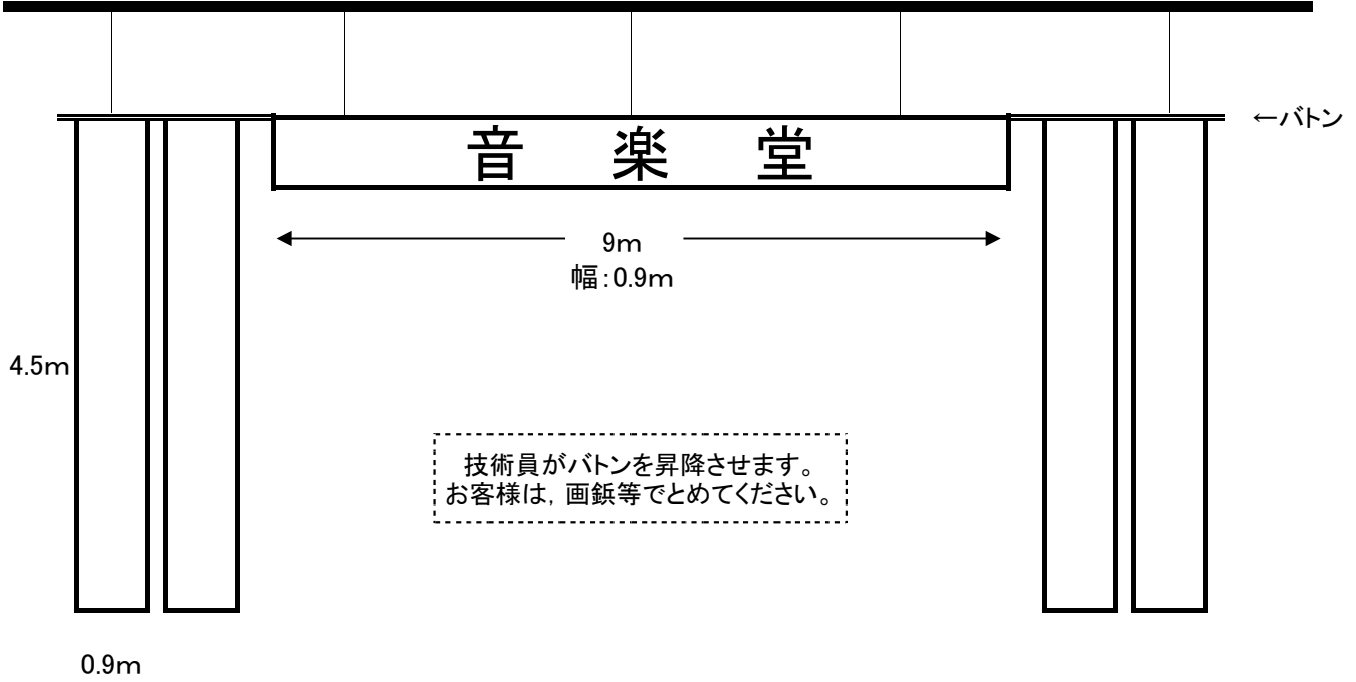 ←バトン
音楽堂
9m
幅:0.9m
4.5m
技術員がバトンを昇降させます。
お客様は,画鋲等でとめてください。
0.9m